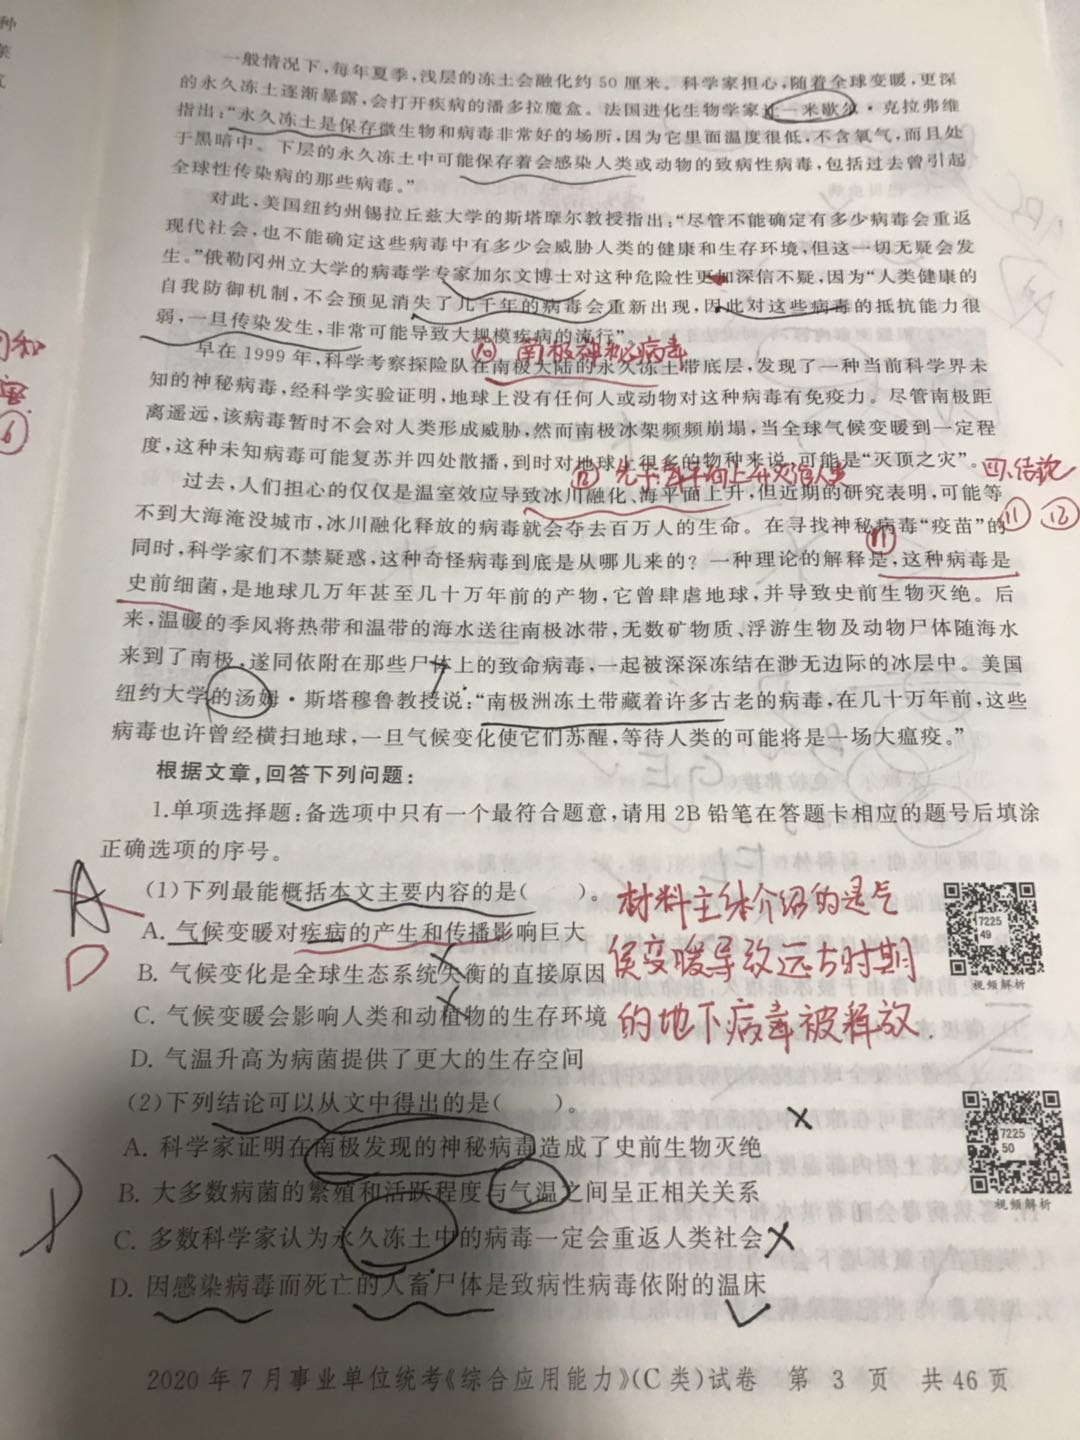 种
一般情况下,每年夏季,浅层的冻土会融化约50厘米。科学家担心,随着全球变暖,更深
的永久冻土逐渐暴露,会打开疾病的潘多拉魔盒。法国进化生物学家让—米歇尔·克拉弗维
指出:“永久冻土是保存微生物和病毒非常好的场所,因为它里面温度很低,不含氧气,而且处
于黑暗中。下层的永久冻土中可能保存着会感染人类或动物的致病性病毒,包括过去曾引起
全球性传染病的那些病毒。”
对此,美国纽约州锡拉丘兹大学的斯塔摩尔教授指出:“尽管不能确定有多少病毒会重返
现代社会,也不能确定这些病毒中有多少会威胁人类的健康和生存环境,但这一切无疑会发
生。”俄勒冈州立大学的病毒学专家加尔文博士对这种危险性更加深信不疑,因为“人类健康的
自我防御机制,不会预见消失了几千年的病毒会重新出现,因此对这些病毒的抵抗能力很
弱,一旦传染发生,非常可能导致大规模疾病的流行”
⑩ 南极神秘病毒
早在1999年,科学考察探险队在南极大陆的永久冻土带底层,发现了一种当前科学界未
知的神秘病毒,经科学实验证明,地球上没有任何人或动物对这种病毒有免疫力。尽管南极距
离遥远,该病毒暂时不会对人类形成威胁,然而南极冰架频频崩塌,当全球气候变暖到一定程
度,这种未知病毒可能复苏并四处散播,到时对地球上很多的物种来说,可能是“灭顶之灾”。
四.结论
⑪ ⑫
过去,人们担心的仅仅是温室效应导致冰川融化、海平面上升,但近期的研究表明,可能等
不到大海淹没城市,冰川融化释放的病毒就会夺去百万人的生命。在寻找神秘病毒“疫苗”的
⑪
同时,科学家们不禁疑惑,这种奇怪病毒到底是从哪儿来的?一种理论的解释是,这种病毒是
史前细菌,是地球几万年甚至几十万年前的产物,它曾肆虐地球,并导致史前生物灭绝。后
来,温暖的季风将热带和温带的海水送往南极冰带,无数矿物质、浮游生物及动物尸体随海水
来到了南极,遂同依附在那些尸体上的致命病毒,一起被深深冻结在渺无边际的冰层中。美国
纽约大学的汤姆·斯塔穆鲁教授说:“南极洲冻土带藏着许多古老的病毒,在几十万年前,这些
病毒也许曾经横扫地球,一旦气候变化使它们苏醒,等待人类的可能将是一场大瘟疫。”
根据文章,回答下列问题:
1.单项选择题:备选项中只有一个最符合题意,请用2B铅笔在答题卡相应的题号后填涂
正确选项的序号。
(1)下列最能概括本文主要内容的是( )。
A. 气候变暖对疾病的产生和传播影响巨大
B. 气候变化是全球生态系统失衡的直接原因
C. 气候变暖会影响人类和动植物的生存环境
D. 气温升高为病菌提供了更大的生存空间
A
D
材料主体介绍的是气
候变暖导致远古时期
的地下病毒被释放.
7225
49
视频解析
(2)下列结论可以从文中得出的是( )。
A. 科学家证明在南极发现的神秘病毒造成了史前生物灭绝
B. 大多数病菌的繁殖和活跃程度与气温之间呈正相关关系
C. 多数科学家认为永久冻土中的病毒一定会重返人类社会
D. 因感染病毒而死亡的人畜尸体是致病性病毒依附的温床
D
7225
50
视频解析
2020年7月事业单位统考《综合应用能力》(C类)试卷 第 3 页 共46页